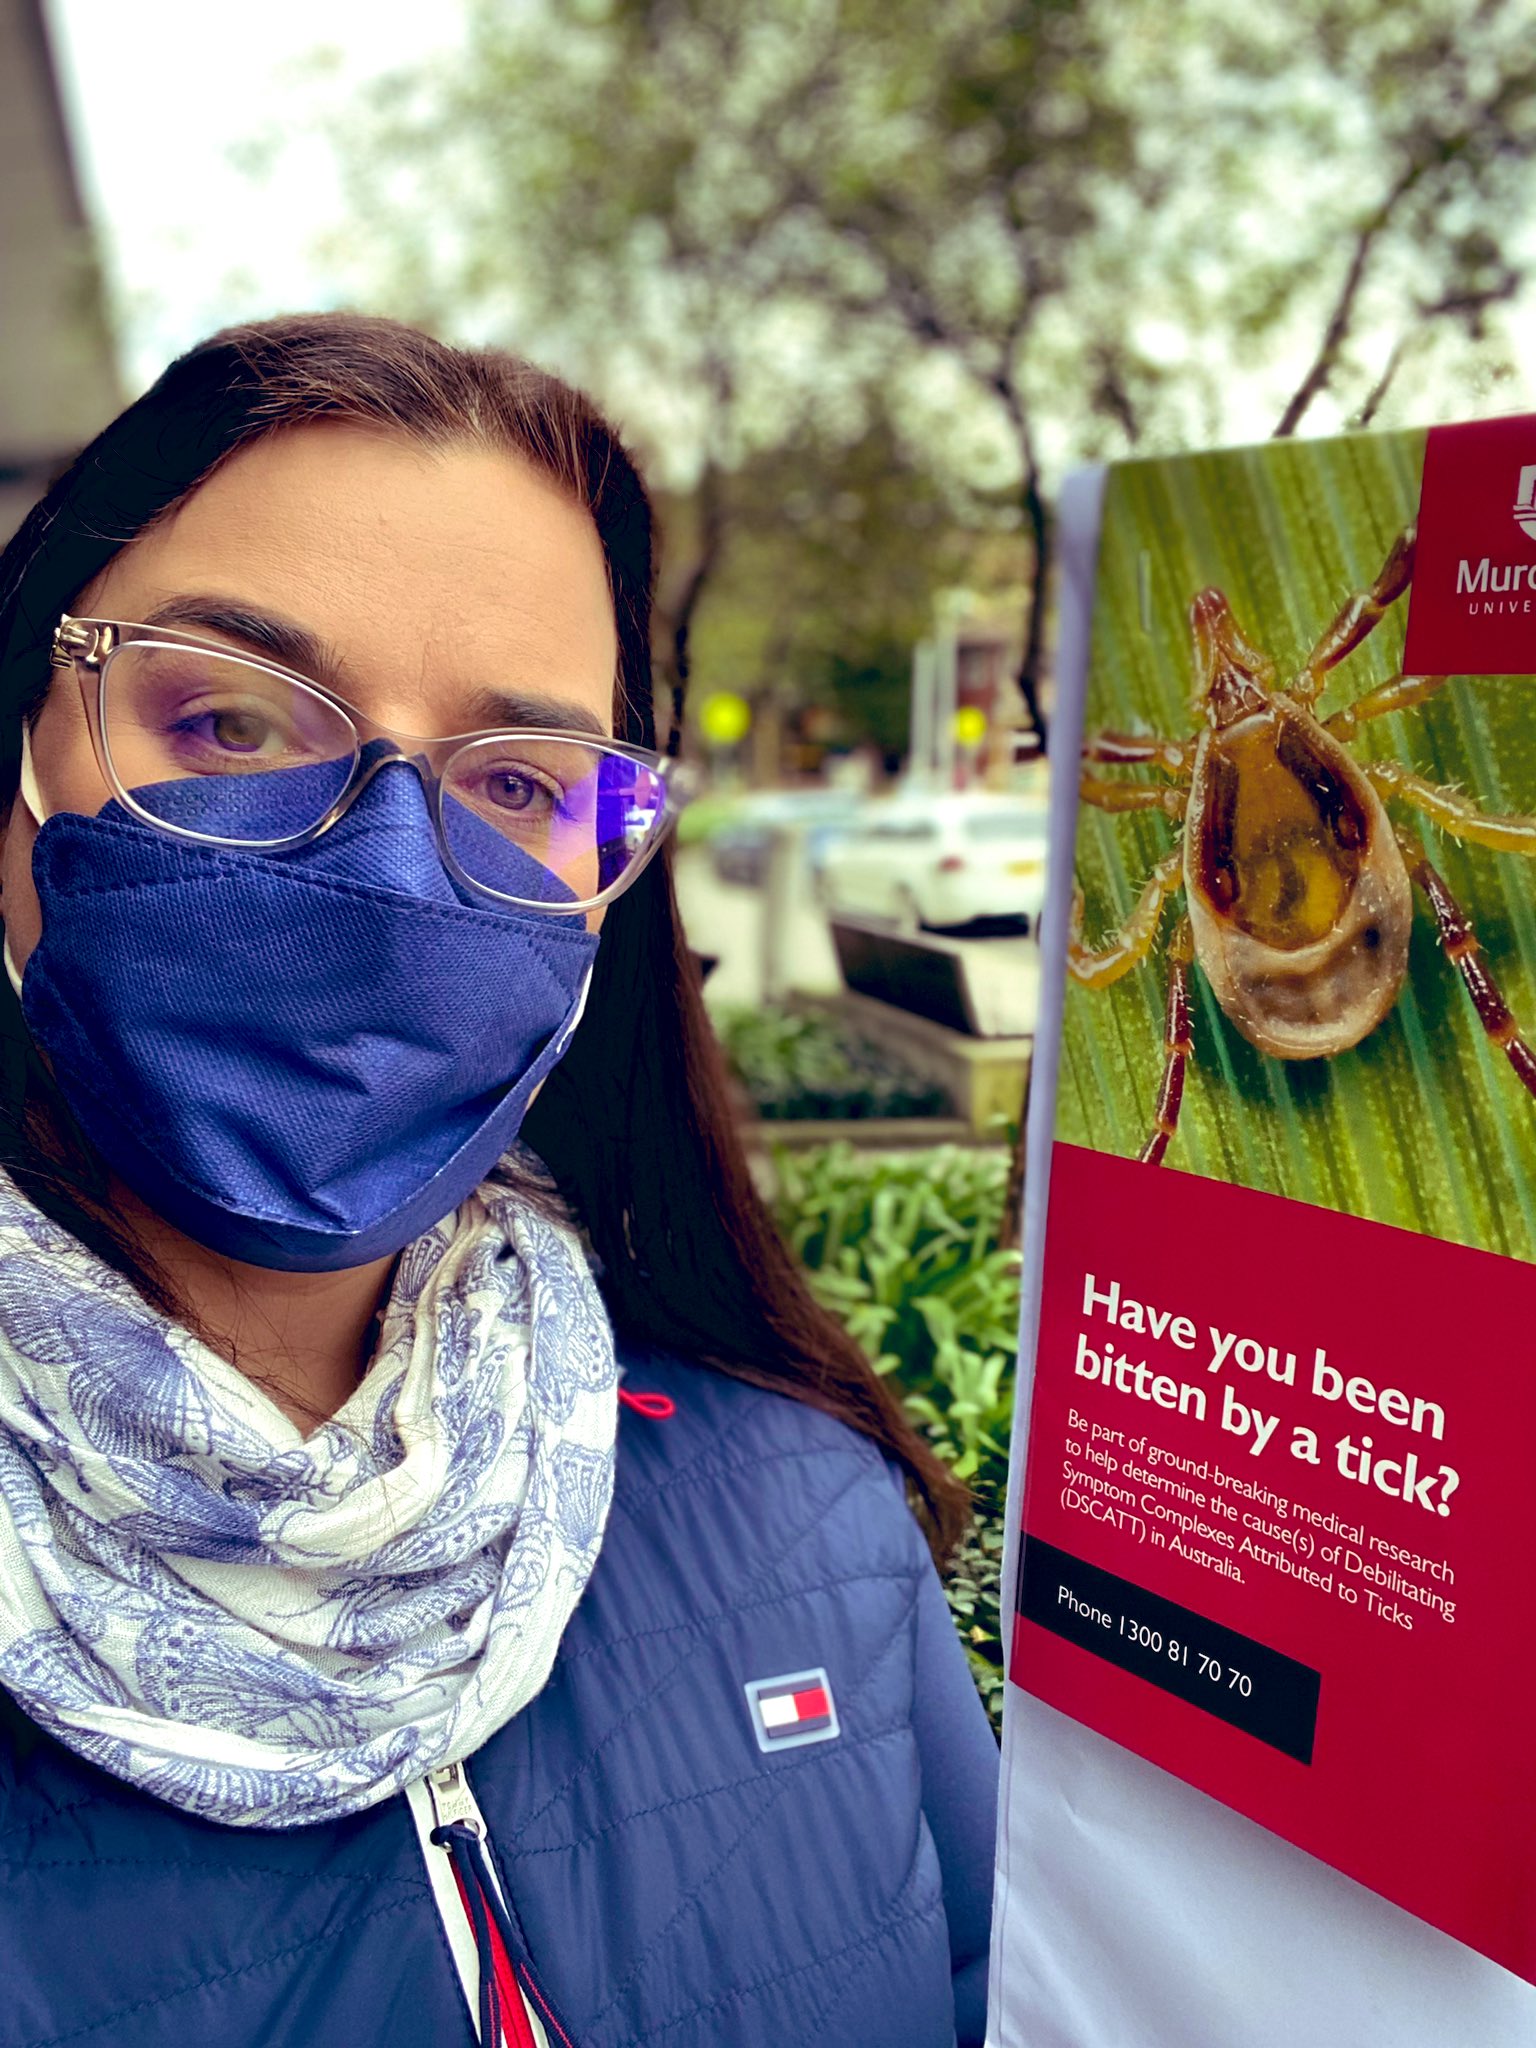 Murd
UNIVE
Have you been
bitten by a tick?
Be part of ground-breaking medical research
to help determine the cause(s) of Debilitating
Symptom Complexes Attributed to Ticks
(DSCATT) in Australia.
Phone 1300 81 70 70